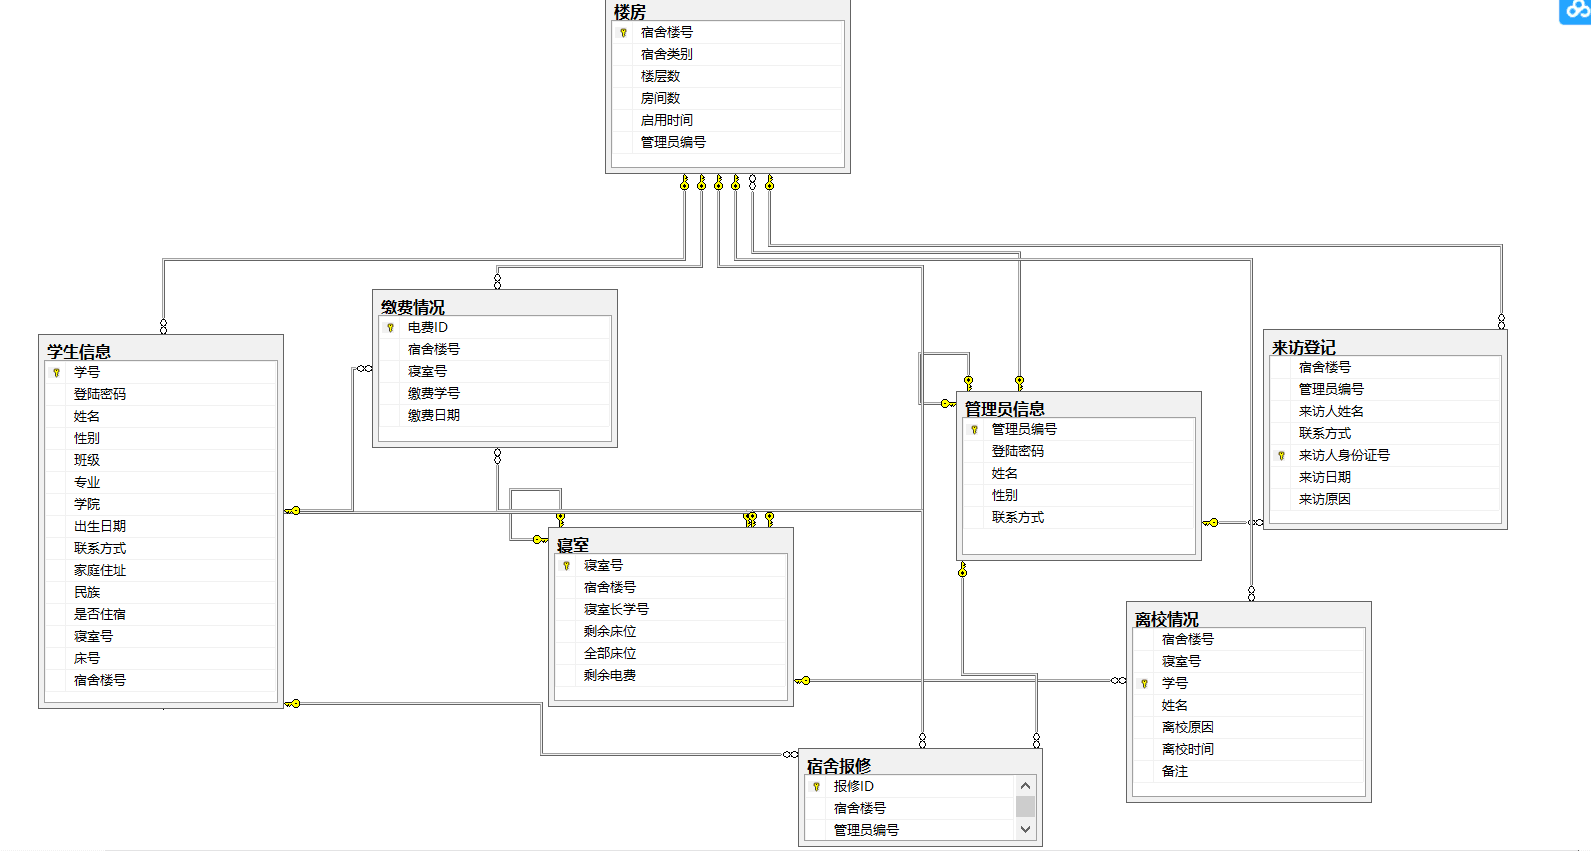 楼房
宿舍楼号
宿舍类别
楼层数
房间数
启用时间
管理员编号
缴费情况
电费ID
宿舍楼号
寝室号
缴费学号
缴费日期
学生信息
学号
登陆密码
姓名
性别
班级
专业
学院
出生日期
联系方式
家庭住址
民族
是否住宿
寝室号
床号
宿舍楼号
寝室
寝室号
宿舍楼号
寝室长学号
剩余床位
全部床位
剩余电费
管理员信息
管理员编号
登陆密码
姓名
性别
联系方式
来访登记
宿舍楼号
管理员编号
来访人姓名
联系方式
来访人身份证号
来访日期
来访原因
离校情况
宿舍楼号
寝室号
学号
姓名
离校原因
离校时间
备注
宿舍报修
报修ID
宿舍楼号
管理员编号